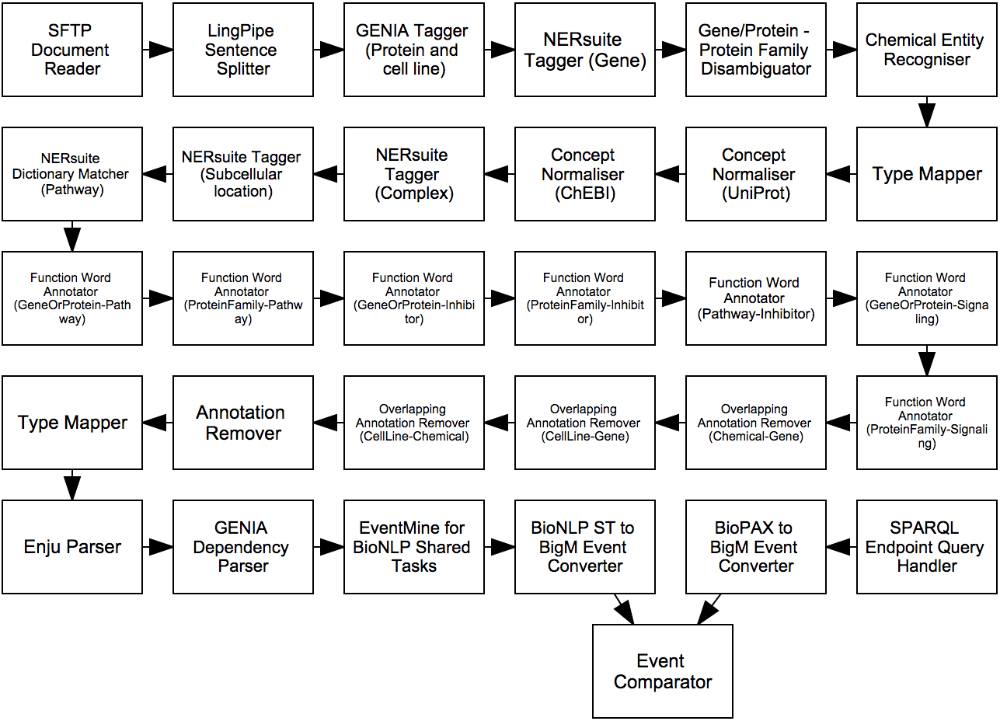 SFTP
Document
Reader
LingPipe
Sentence
Splitter
GENIA Tagger
(Protein and
cell line)
NERsuite
Tagger (Gene)
Gene/Protein -
Protein Family
Disambiguator
Chemical Entity
Recogniser
NERsuite
Dictionary Matcher
(Pathway)
NERsuite Tagger
(Subcellular
location)
NERsuite
Tagger
(Complex)
Concept
Normaliser
(ChEBI)
Concept
Normaliser
(UniProt)
Type Mapper
Function Word
Annotator
(GeneOrProtein-Path
way)
Function Word
Annotator
(ProteinFamily-Pathw
ay)
Function Word
Annotator
(GeneOrProtein-Inhibi
tor)
Function Word
Annotator
(ProteinFamily-Inhibit
or)
Function Word
Annotator
(Pathway-Inhibitor)
Function Word
Annotator
(GeneOrProtein-Signa
ling)
Type Mapper
Annotation
Remover
Overlapping
Annotation Remover
(CellLine-Chemical)
Overlapping
Annotation Remover
(CellLine-Gene)
Overlapping
Annotation Remover
(Chemical-Gene)
Function Word
Annotator
(ProteinFamily-Signali
ng)
Enju Parser
GENIA
Dependency
Parser
EventMine for
BioNLP Shared
Tasks
BioNLP ST to
BigM Event
Converter
BioPAX to
BigM Event
Converter
SPARQL
Endpoint Query
Handler
Event
Comparator